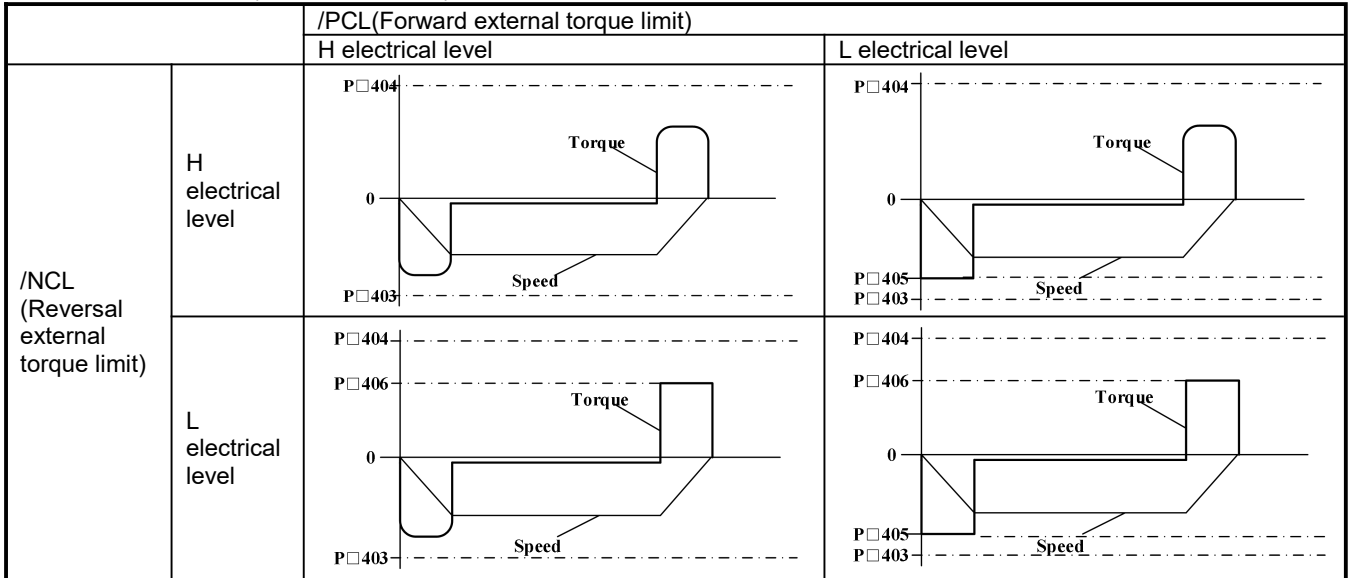 /PCL(Forward external torque limit)
H electrical level
L electrical level
/NCL
(Reversal
external
torque limit)
H
electrical
level
P□404
Torque
0
Speed
P□403
P□404
Torque
0
P□405
Speed
P□403
L
electrical
level
P□404
P□406
Torque
0
Speed
P□403
P□404
P□406
Torque
0
P□405
Speed
P□403